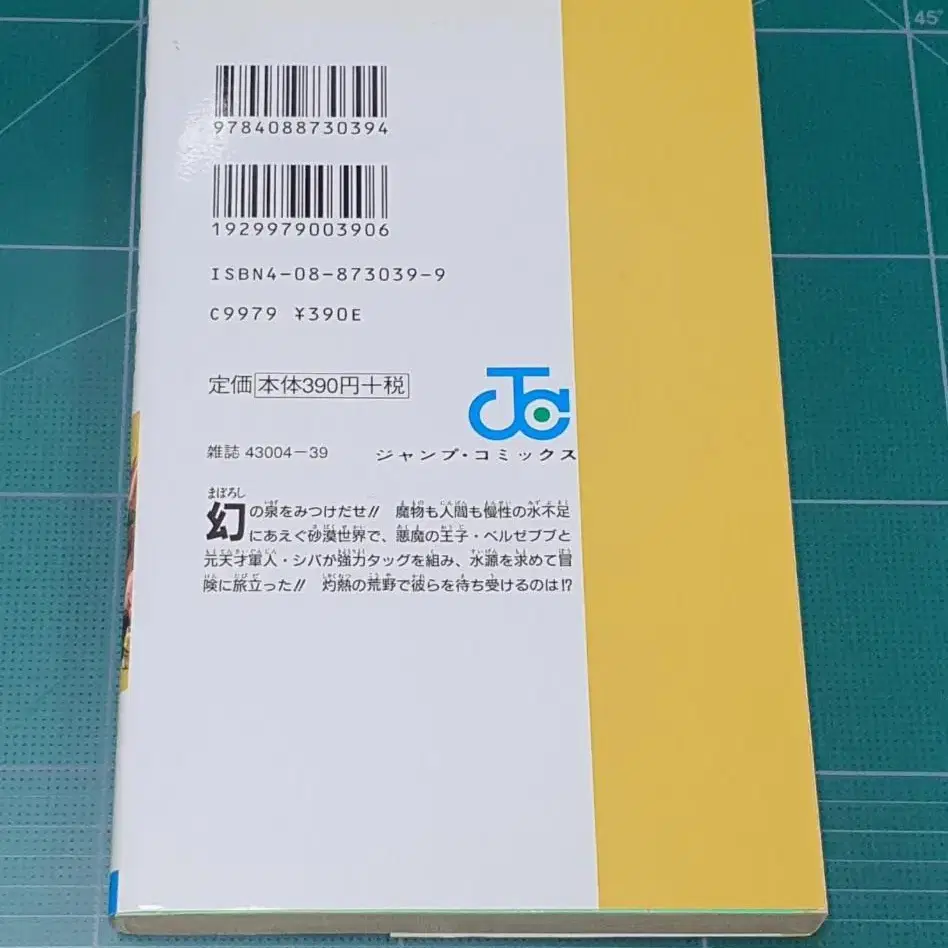 45°
9784088730394
1929979003906
ISBN4-08-873039-9
C9979 ¥390E
定価 本体390円+税
JC
雑誌 43004-39
ジャンプ・コミックス
まぼろし
幻の泉をみつけだせ!! 魔物も人間も慢性の水不足
にあえぐ砂漠世界で、悪魔の王子・ベルゼブブと
元天才軍人・シバが強力タッグを組み、水源を求めて冒
険に旅立った!! 灼熱の荒野で彼らを待ち受けるのは!?